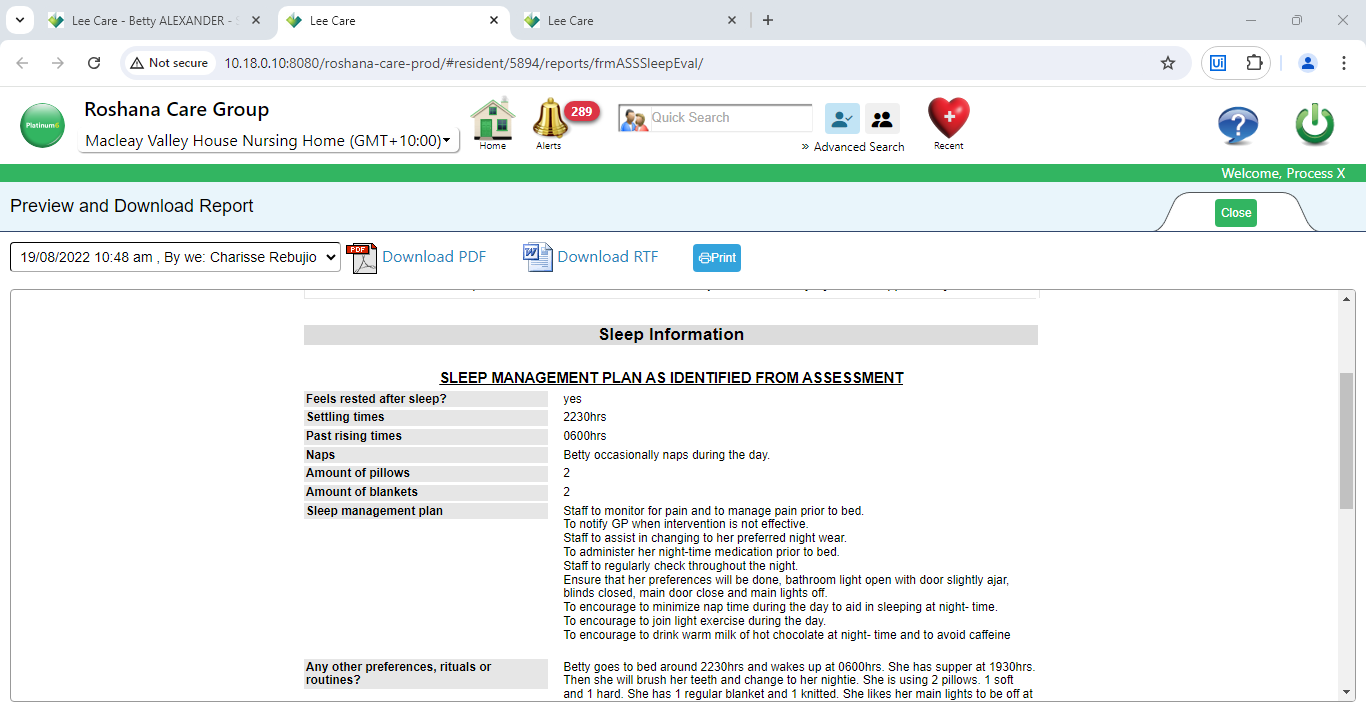 Lee Care - Betty ALEXANDER -
Lee Care
Lee Care
Not secure
10.18.0.10:8080/roshana-care-prod/#resident/5894/reports/frmASSSleepEval/
Platinum6
Roshana Care Group
Macleay Valley House Nursing Home (GMT+10:00)
Home
289
Alerts
Quick Search
» Advanced Search
Recent
Welcome, Process X
Preview and Download Report
Close
19/08/2022 10:48 am , By we: Charisse Rebujio
PDF
Download PDF
Download RTF
Print
Sleep Information
SLEEP MANAGEMENT PLAN AS IDENTIFIED FROM ASSESSMENT
Feels rested after sleep? yes
Settling times 2230hrs
Past rising times 0600hrs
Naps Betty occasionally naps during the day.
Amount of pillows 2
Amount of blankets 2
Sleep management plan Staff to monitor for pain and to manage pain prior to bed.
To notify GP when intervention is not effective.
Staff to assist in changing to her preferred night wear.
To administer her night-time medication prior to bed.
Staff to regularly check throughout the night.
Ensure that her preferences will be done, bathroom light open with door slightly ajar,
blinds closed, main door close and main lights off.
To encourage to minimize nap time during the day to aid in sleeping at night- time.
To encourage to join light exercise during the day.
To encourage to drink warm milk of hot chocolate at night- time and to avoid caffeine
Any other preferences, rituals or Betty goes to bed around 2230hrs and wakes up at 0600hrs. She has supper at 1930hrs.
routines? Then she will brush her teeth and change to her nightie. She is using 2 pillows. 1 soft
and 1 hard. She has 1 regular blanket and 1 knitted. She likes her main lights to be off at